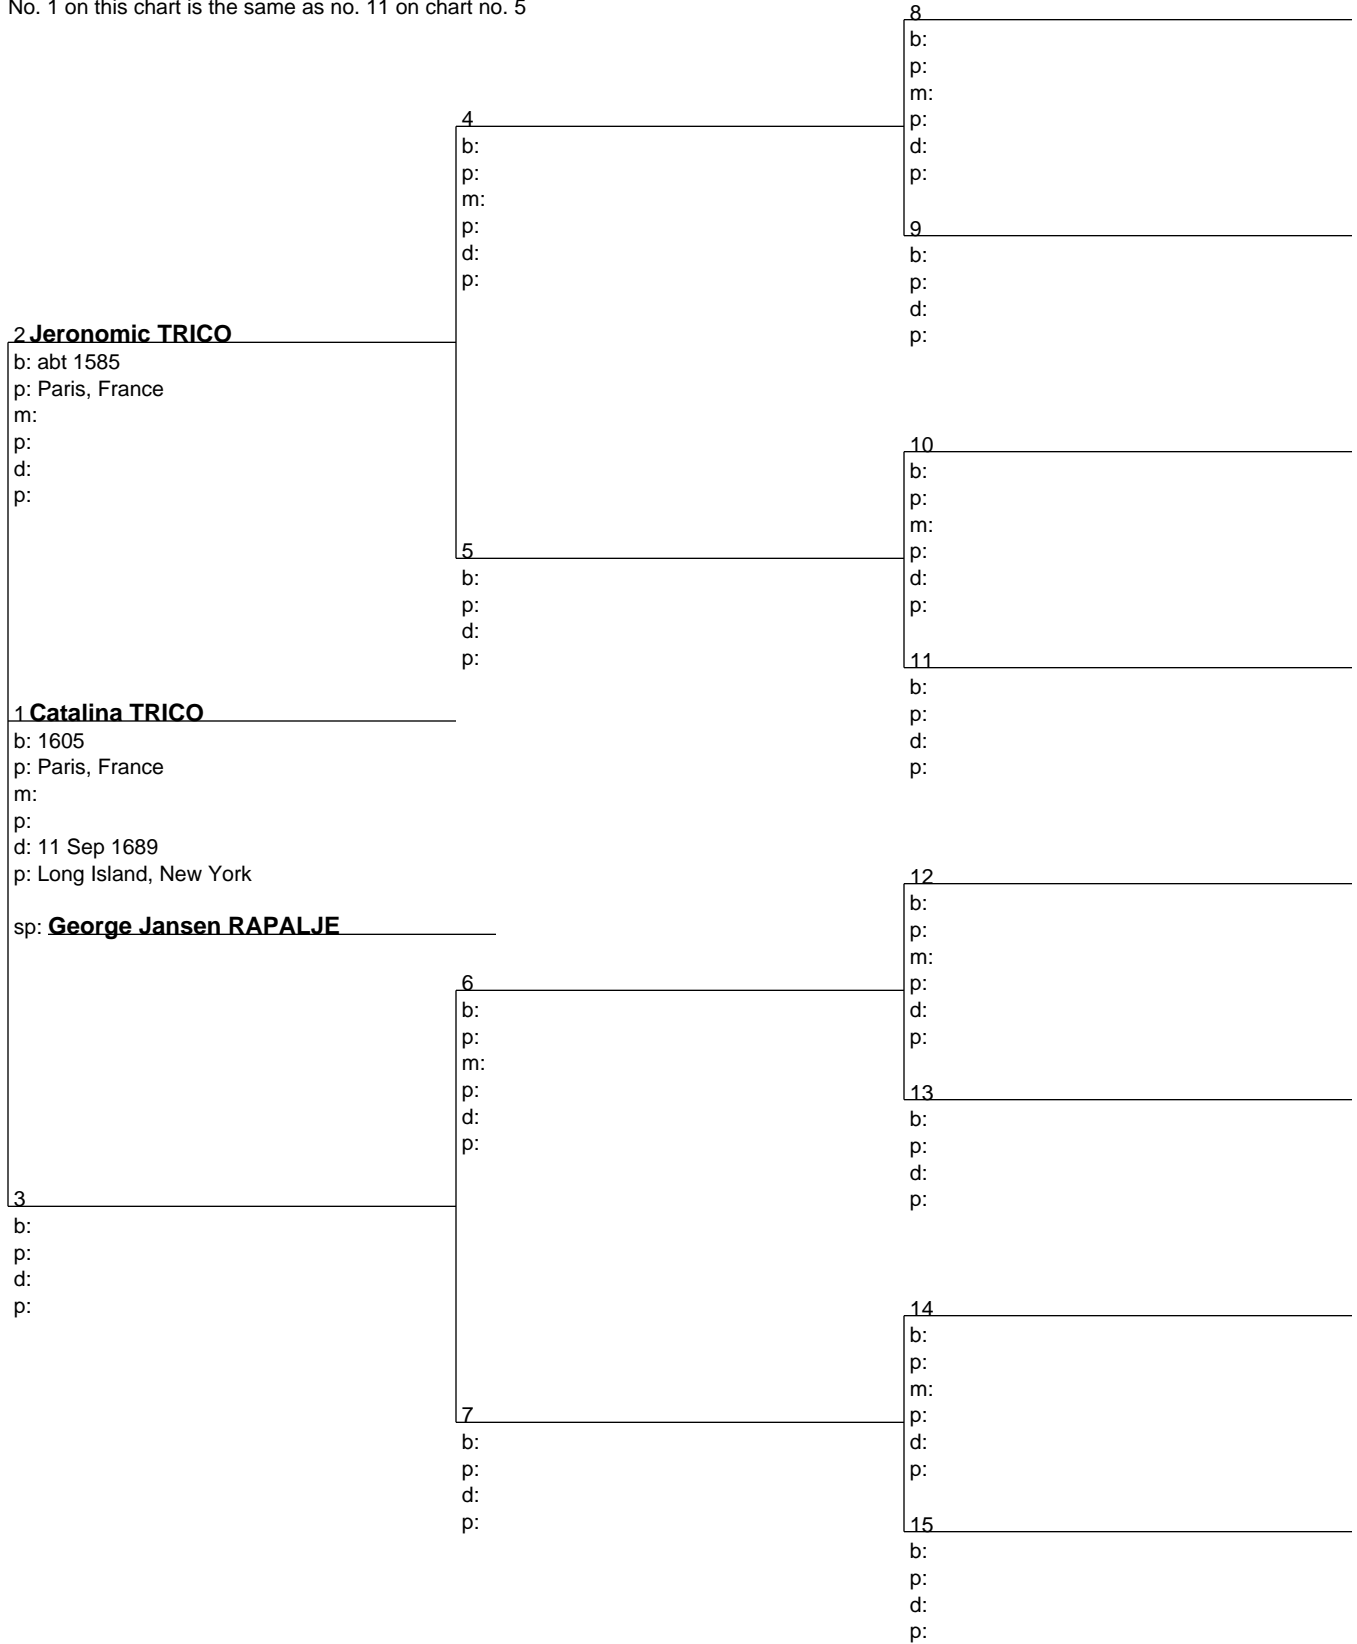 No. 1 on this chart is the same as no. 11 on chart no. 5
8
b:
p:
m:
p:
d:
p:
4
b:
p:
m:
p:
d:
p:
9
b:
p:
d:
p:
2 Jeronomic TRICO
b: abt 1585
p: Paris, France
m:
p:
d:
p:
10
b:
p:
m:
p:
d:
p:
5
b:
p:
d:
p:
11
b:
p:
d:
p:
1 Catalina TRICO
b: 1605
p: Paris, France
m:
p:
d: 11 Sep 1689
p: Long Island, New York
sp: George Jansen RAPALJE
12
b:
p:
m:
p:
d:
p:
6
b:
p:
m:
p:
d:
p:
13
b:
p:
d:
p:
3
b:
p:
d:
p:
14
b:
p:
m:
p:
d:
p:
7
b:
p:
d:
p:
15
b:
p:
d:
p: